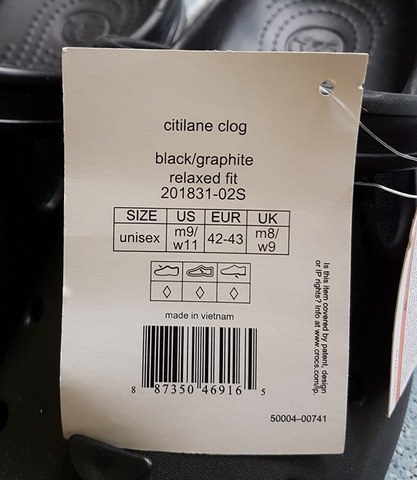 citilane clog
black/graphite
relaxed fit
201831-02S
SIZE US EUR UK
unisex m9/ w11 42-43 m8/ w9
made in vietnam
8 87350 46916 5
50004-00741
Is this item covered by patent, design
or IP rights? Info at www.crocs.com/ip.